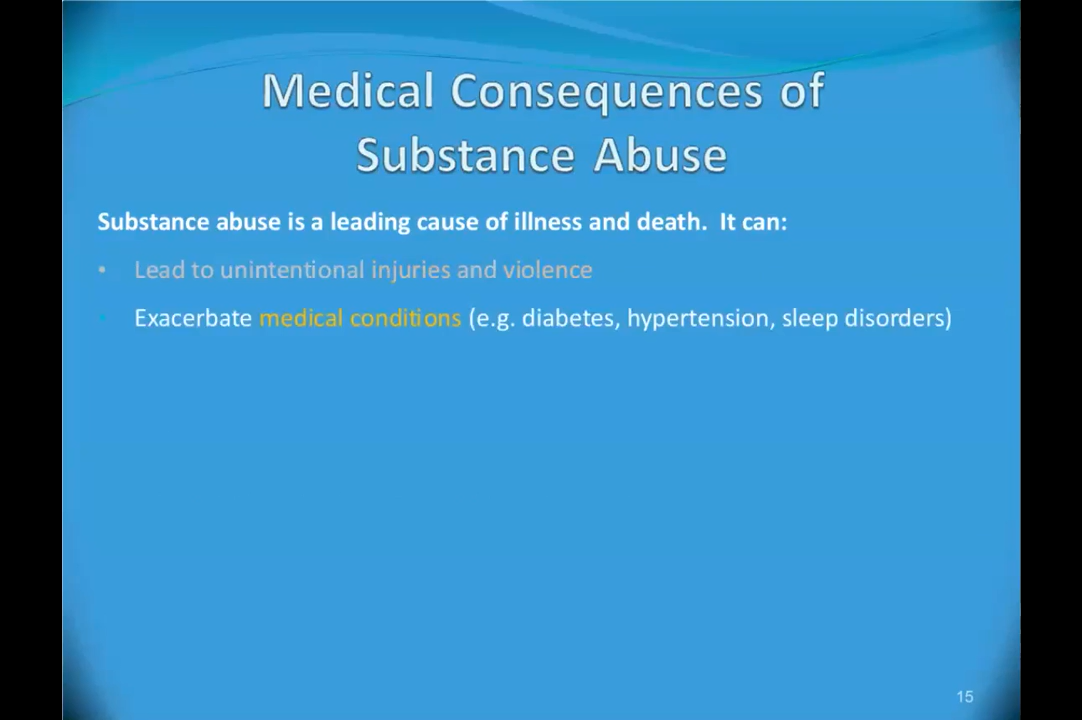 Medical Consequences of
Substance Abuse
Substance abuse is a leading cause of illness and death.  It can:
• Lead to unintentional injuries and violence
• Exacerbate medical conditions (e.g. diabetes, hypertension, sleep disorders)
15